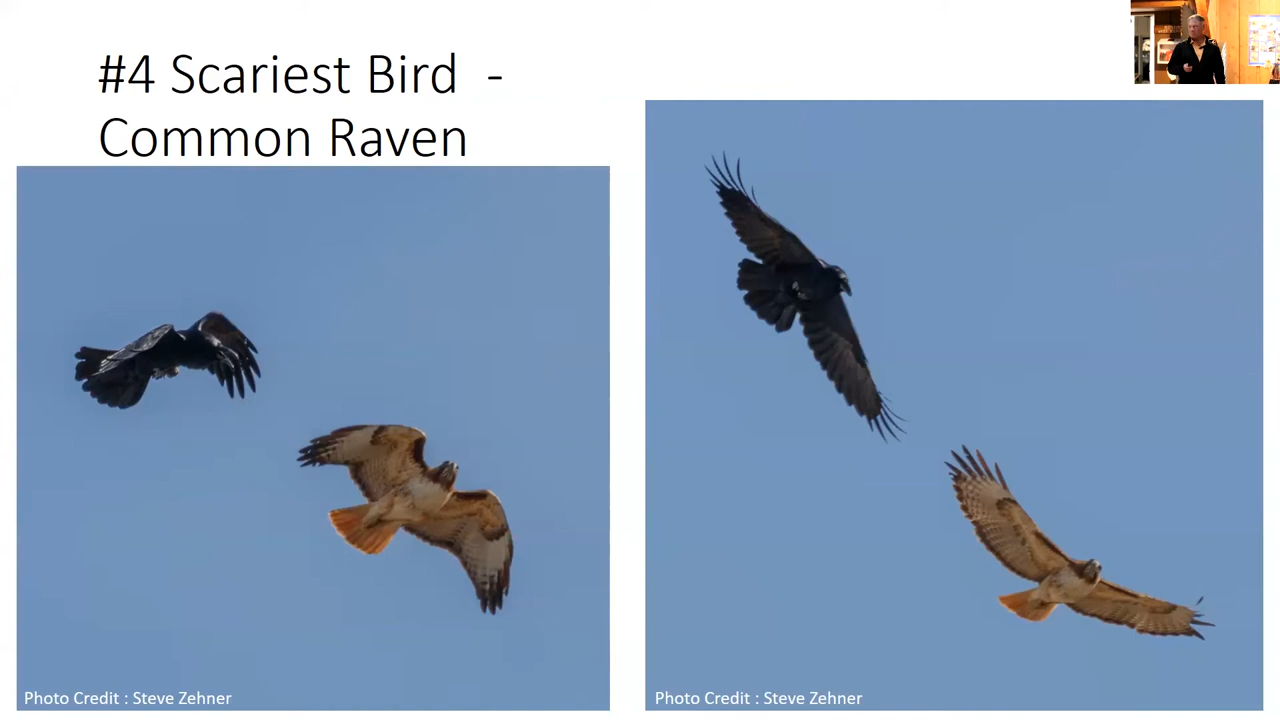 #4 Scariest Bird -
Common Raven
Photo Credit : Steve Zehner
Photo Credit : Steve Zehner